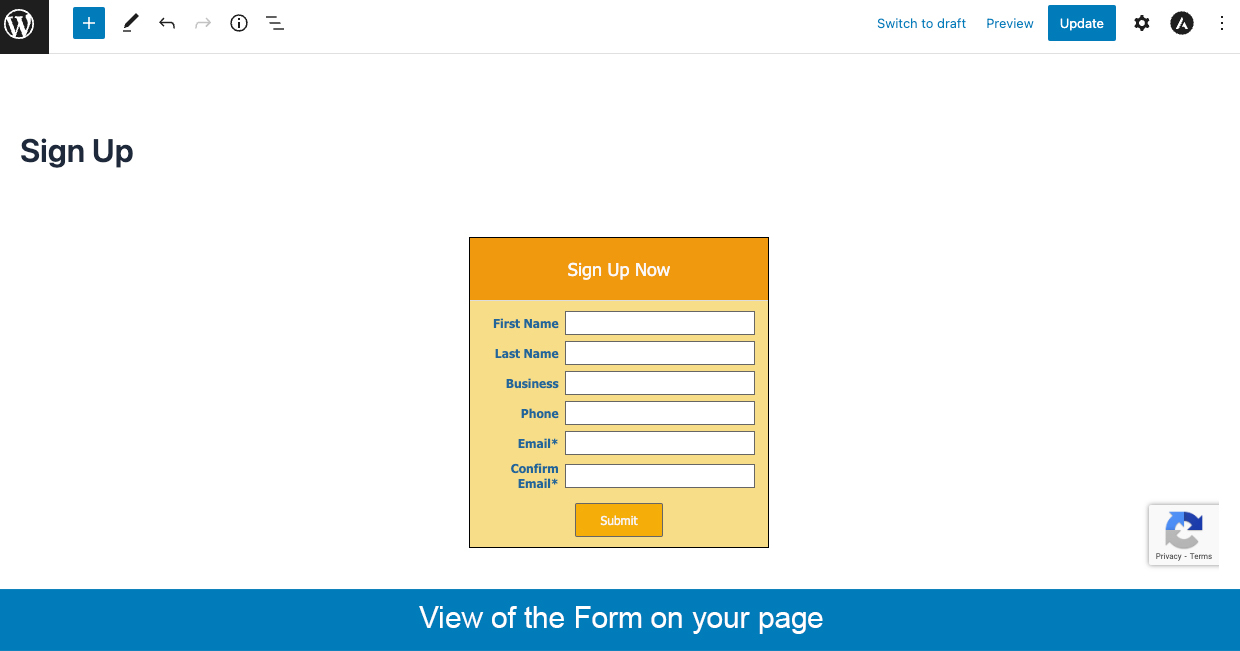 Switch to draft Preview Update
Sign Up
Sign Up Now
First Name
Last Name
Business
Phone
Email*
Confirm
Email*
Submit
Privacy - Terms
View of the Form on your page